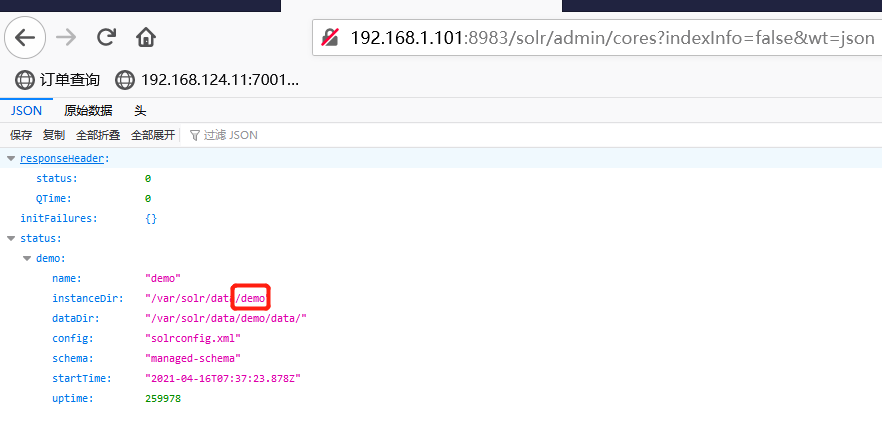 192.168.1.101:8983/solr/admin/cores?indexInfo=false&wt=json
订单查询 192.168.124.11:7001...
JSON 原始数据 头
保存 复制 全部折叠 全部展开 过滤 JSON
responseHeader:
status: 0
QTime: 0
initFailures: {}
status:
demo:
name: "demo"
instanceDir: "/var/solr/data/demo"
dataDir: "/var/solr/data/demo/data/"
config: "solrconfig.xml"
schema: "managed-schema"
startTime: "2021-04-16T07:37:23.878Z"
uptime: 259978